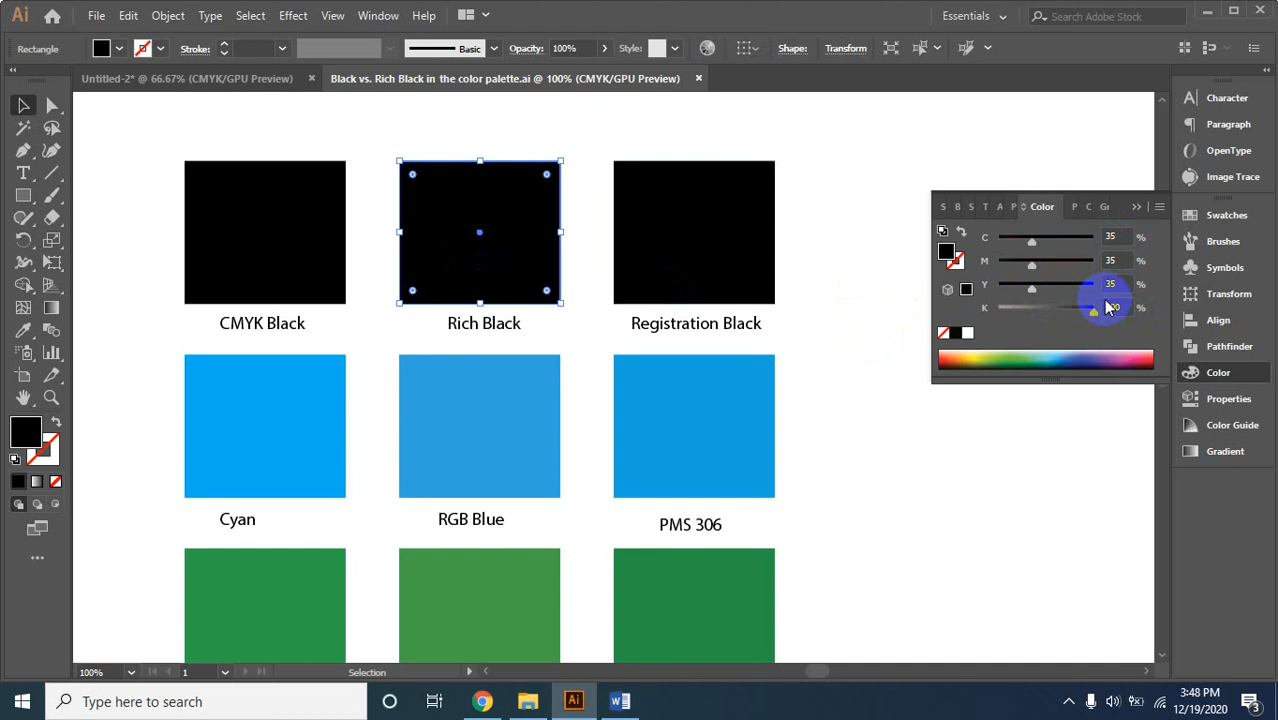 Ai File Edit Object Type Select Effect View Window Help Essentials Search Adobe Stock
Rectangle Stroke: Basic Opacity: 100% Style: Shape: Transform
Untitled-2* @ 66.67% (CMYK/GPU Preview) × Black vs. Rich Black in the color palette.ai @ 100% (CMYK/GPU Preview) ×
Character
Paragraph
OpenType
Image Trace
Swatches
Brushes
Symbols
Transform
Align
Pathfinder
Color
Properties
Color Guide
Gradient
S B S T A P Color P C Gr
C 35 %
M 35 %
Y 35 %
K %
CMYK Black Rich Black Registration Black
Cyan RGB Blue PMS 306
100% 1 Selection
Type here to search
Ai
W
3:48 PM
12/19/2020
3